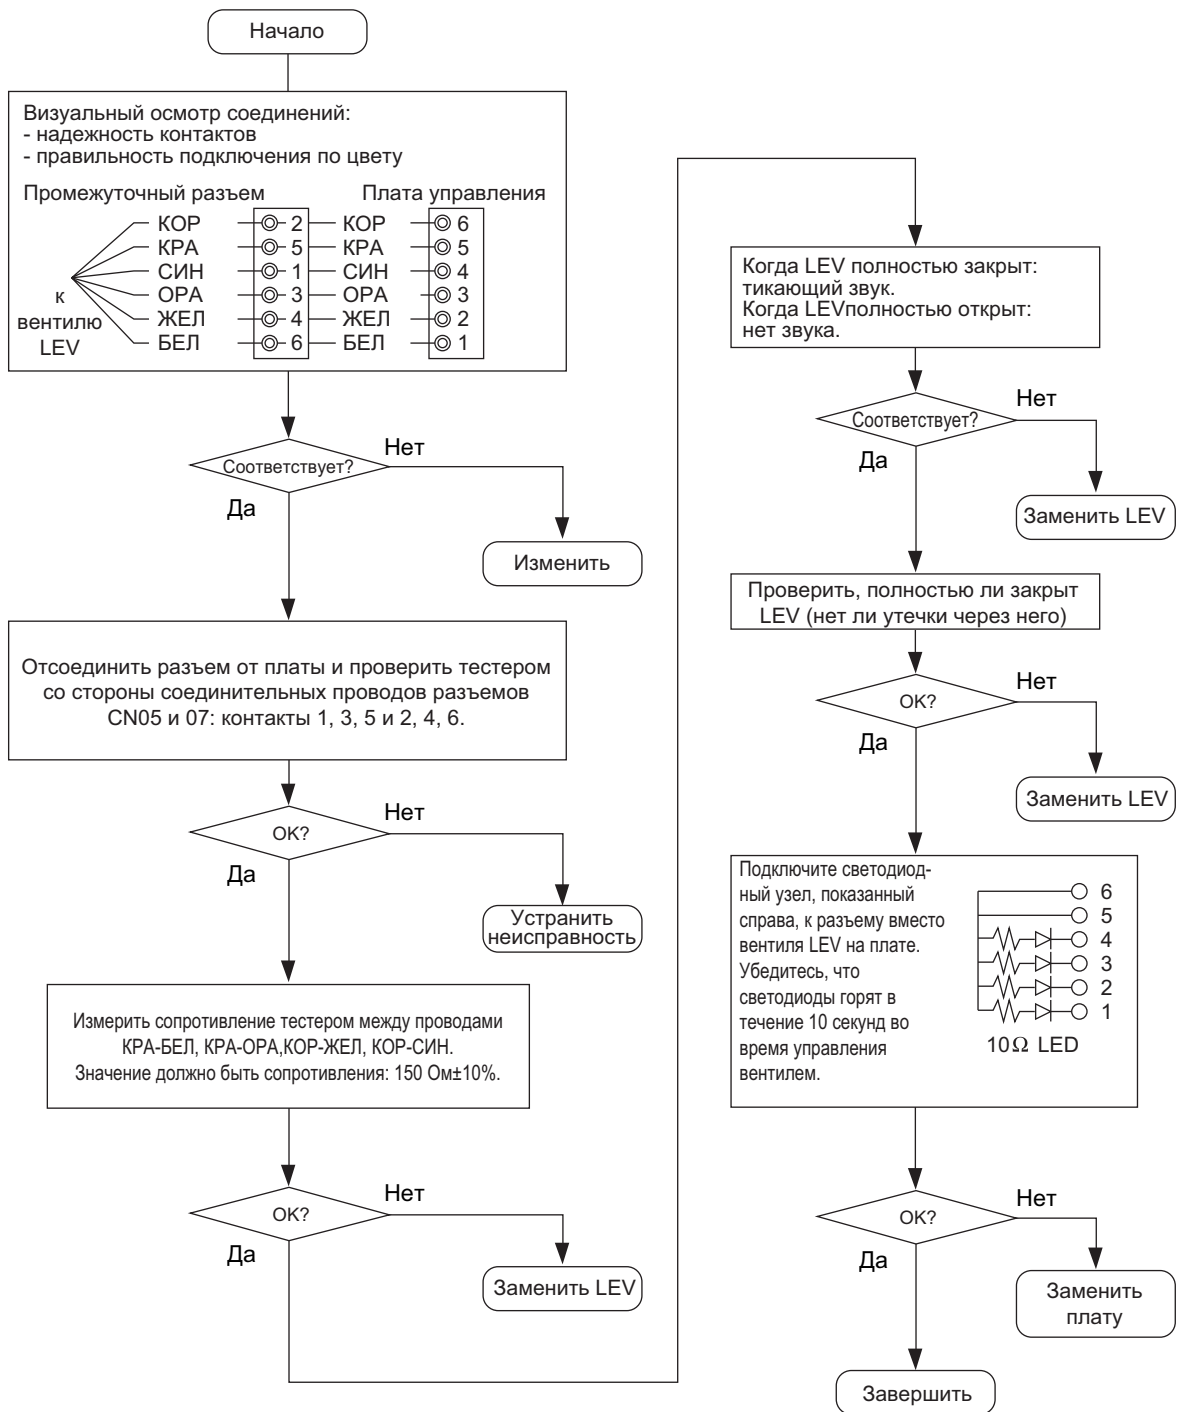 Начало
Визуальный осмотр соединений:
- надежность контактов
- правильность подключения по цвету
Промежуточный разъем Плата управления
КОР 2 КОР 6
КРА 5 КРА 5
СИН 1 СИН 4
ОРА 3 ОРА 3
ЖЕЛ 4 ЖЕЛ 2
БЕЛ 6 БЕЛ 1
к
вентилю
LEV
Соответствует?
Нет
Да
Изменить
Отсоединить разъем от платы и проверить тестером
со стороны соединительных проводов разъемов
CN05 и 07: контакты 1, 3, 5 и 2, 4, 6.
OK?
Нет
Да
Устранить
неисправность
Измерить сопротивление тестером между проводами
КРА-БЕЛ, КРА-ОРА,КОР-ЖЕЛ, КОР-СИН.
Значение должно быть сопротивления: 150 Ом±10%.
OK?
Нет
Да
Заменить LEV
Когда LEV полностью закрыт:
тикающий звук.
Когда LEVполностью открыт:
нет звука.
Соответствует?
Нет
Да
Заменить LEV
Проверить, полностью ли закрыт
LEV (нет ли утечки через него)
OK?
Нет
Да
Заменить LEV
Подключите светодиод-
ный узел, показанный
справа, к разъему вместо
вентиля LEV на плате.
Убедитесь, что
светодиоды горят в
течение 10 секунд во
время управления
вентилем.
6
5
4
3
2
1
10Ω LED
OK?
Нет
Да
Заменить
плату
Завершить